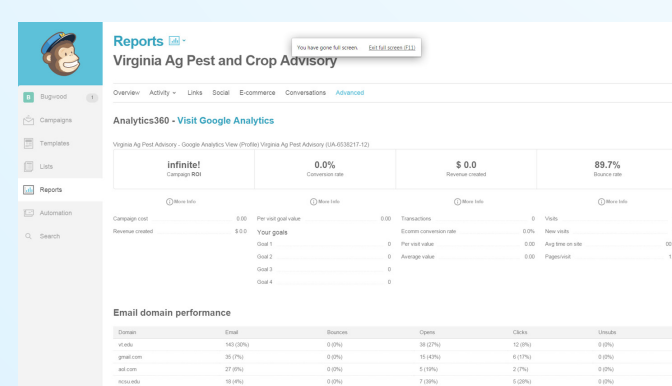 Reports
Virginia Ag Pest and Crop Advisory
You have gone full screen. Exit full screen (F11)
B Bugwood 1
Campaigns
Templates
Lists
Reports
Automation
Search
Overview Activity Links Social E-commerce Conversations Advanced
Analytics360 - Visit Google Analytics
Virginia Ag Pest Advisory - Google Analytics View (Profile) Virginia Ag Pest Advisory (UA-6538217-12)
infinite! 0.0% $ 0.0 89.7%
Campaign ROI Conversion rate Revenue created Bounce rate
More Info More Info More Info More Info
Campaign cost 0.00 Per visit goal value 0.00 Transactions 0 Visits
Revenue created $ 0.0 Your goals Ecomm conversion rate 0.0% New visits
Goal 1 0 Per visit value 0.00 Avg time on site 00
Goal 2 0 Average value 0.00 Pages/visit 1
Goal 3 0
Goal 4 0
Email domain performance
Domain Email Bounces Opens Clicks Unsubs
vt.edu 143 (30%) 0 (0%) 38 (27%) 12 (8%) 0 (0%)
gmail.com 35 (7%) 0 (0%) 15 (43%) 6 (17%) 0 (0%)
aol.com 27 (6%) 0 (0%) 5 (19%) 2 (7%) 0 (0%)
ncsu.edu 18 (4%) 0 (0%) 7 (39%) 5 (28%) 0 (0%)